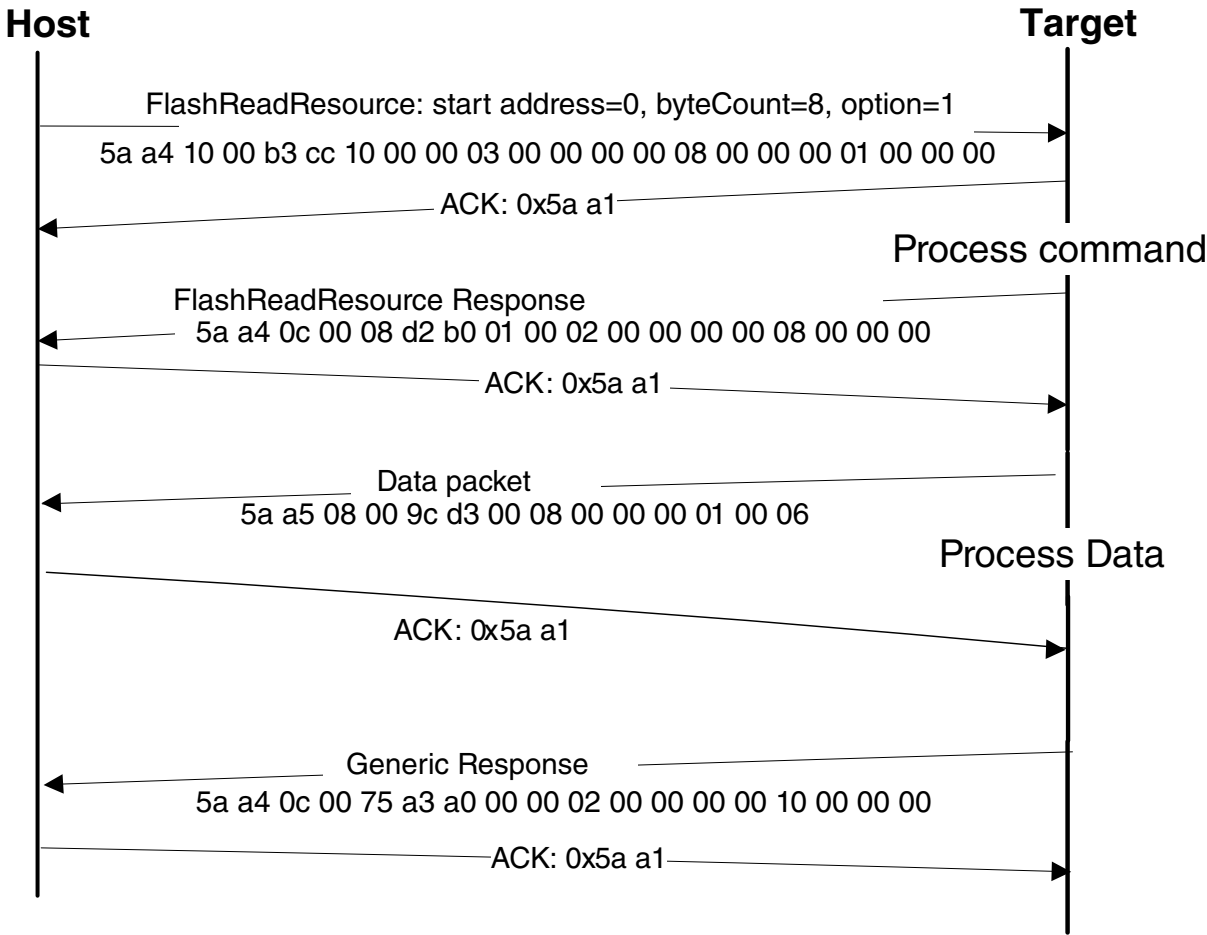 Host
Target
FlashReadResource: start address=0, byteCount=8, option=1
5a a4 10 00 b3 cc 10 00 00 03 00 00 00 00 08 00 00 00 01 00 00 00
ACK: 0x5a a1
Process command
FlashReadResource Response
5a a4 0c 00 08 d2 b0 01 00 02 00 00 00 00 08 00 00 00
ACK: 0x5a a1
Data packet
5a a5 08 00 9c d3 00 08 00 00 00 01 00 06
Process Data
ACK: 0x5a a1
Generic Response
5a a4 0c 00 75 a3 a0 00 00 02 00 00 00 00 10 00 00 00
ACK: 0x5a a1